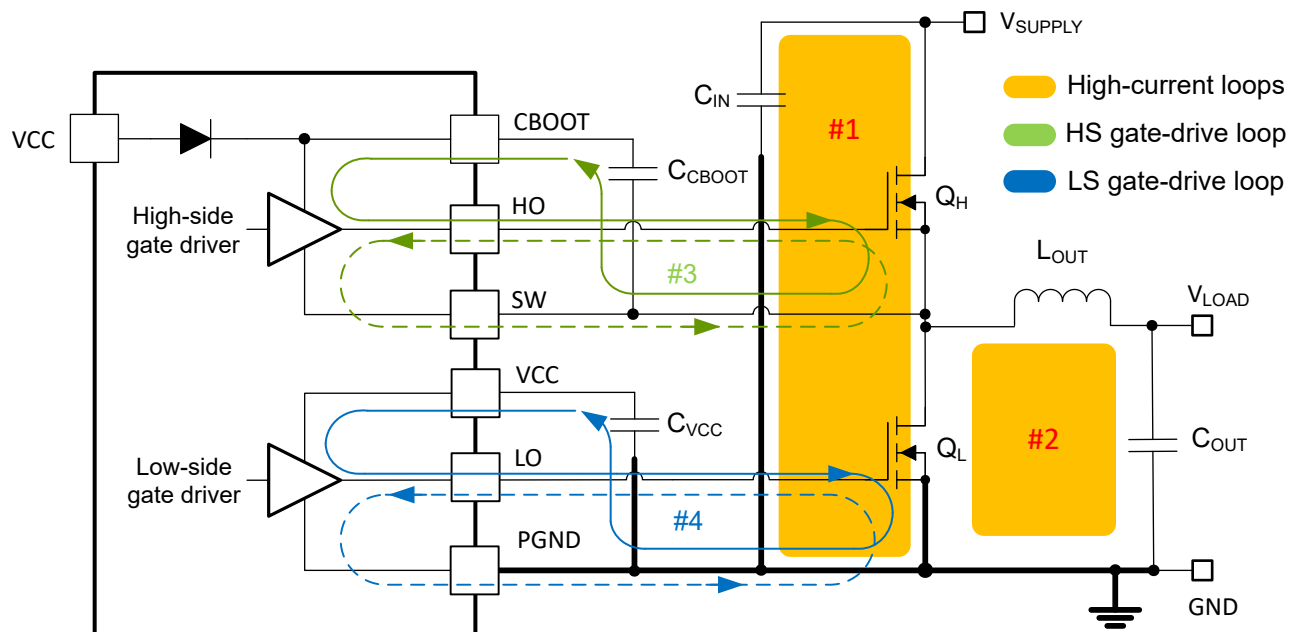 VSUPPLY
High-current loops
HS gate-drive loop
LS gate-drive loop
VCC
CBOOT
CIN
#1
CCBOOT
High-side
gate driver
HO
QH
#3
SW
LOUT
VLOAD
VCC
CVCC
Low-side
gate driver
LO
QL
#2
COUT
#4
PGND
GND